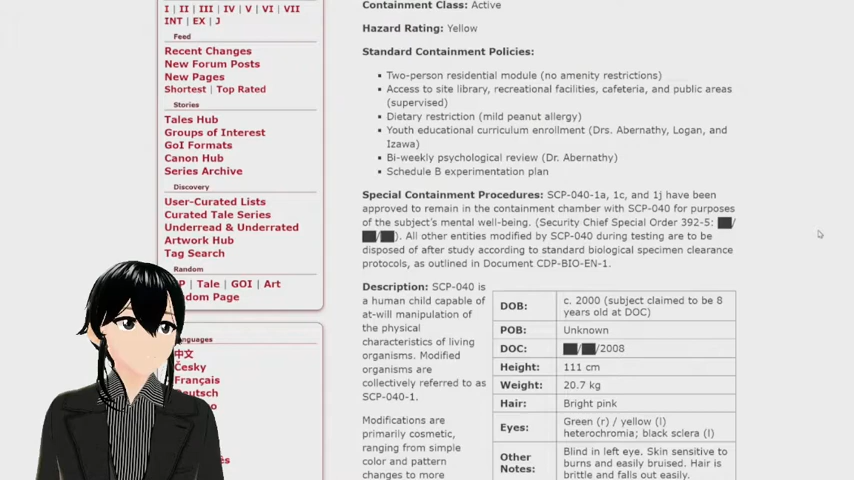 I | II | III | IV | V | VI | VII
INT | EX | J
Feed
Recent Changes
New Forum Posts
New Pages
Shortest | Top Rated
Stories
Tales Hub
Groups of Interest
GoI Formats
Canon Hub
Series Archive
Discovery
User-Curated Lists
Curated Tale Series
Underread & Underrated
Artwork Hub
Tag Search
Random
P | Tale | GOI | Art
dom Page
nguages
中文
Česky
Français
Deutsch
Containment Class: Active
Hazard Rating: Yellow
Standard Containment Policies:
Two-person residential module (no amenity restrictions)
Access to site library, recreational facilities, cafeteria, and public areas
(supervised)
Dietary restriction (mild peanut allergy)
Youth educational curriculum enrollment (Drs. Abernathy, Logan, and
Izawa)
Bi-weekly psychological review (Dr. Abernathy)
Schedule B experimentation plan
Special Containment Procedures: SCP-040-1a, 1c, and 1j have been
approved to remain in the containment chamber with SCP-040 for purposes
of the subject's mental well-being. (Security Chief Special Order 392-5: ██/
██/██). All other entities modified by SCP-040 during testing are to be
disposed of after study according to standard biological specimen clearance
protocols, as outlined in Document CDP-BIO-EN-1.
Description: SCP-040 is
a human child capable of
at-will manipulation of
the physical
characteristics of living
organisms. Modified
organisms are
collectively referred to as
SCP-040-1.
Modifications are
primarily cosmetic,
ranging from simple
color and pattern
changes to more
DOB: c. 2000 (subject claimed to be 8
years old at DOC)
POB: Unknown
DOC: ██/██/2008
Height: 111 cm
Weight: 20.7 kg
Hair: Bright pink
Eyes: Green (r) / yellow (l)
heterochromia; black sclera (l)
Other
Notes: Blind in left eye. Skin sensitive to
burns and easily bruised. Hair is
brittle and falls out easily.